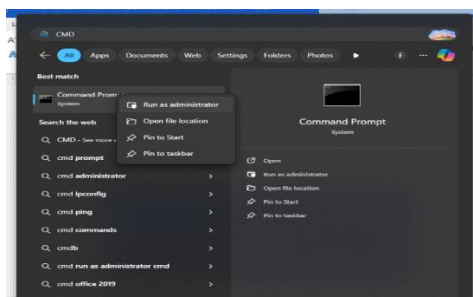 CMD
All Apps Documents Web Settings Folders Photos
Best match
Command
System
Run as administrator
Open file location
Pin to Start
Pin to taskbar
Search the web
CMD - See more
cmd prompt
cmd administrator
cmd ipconfig
cmd ping
cmd commands
cmdb
cmd run as administrator cmd
cmd office 2019
Command Prompt
System
Open
Run as administrator
Open file location
Pin to Start
Pin to taskbar